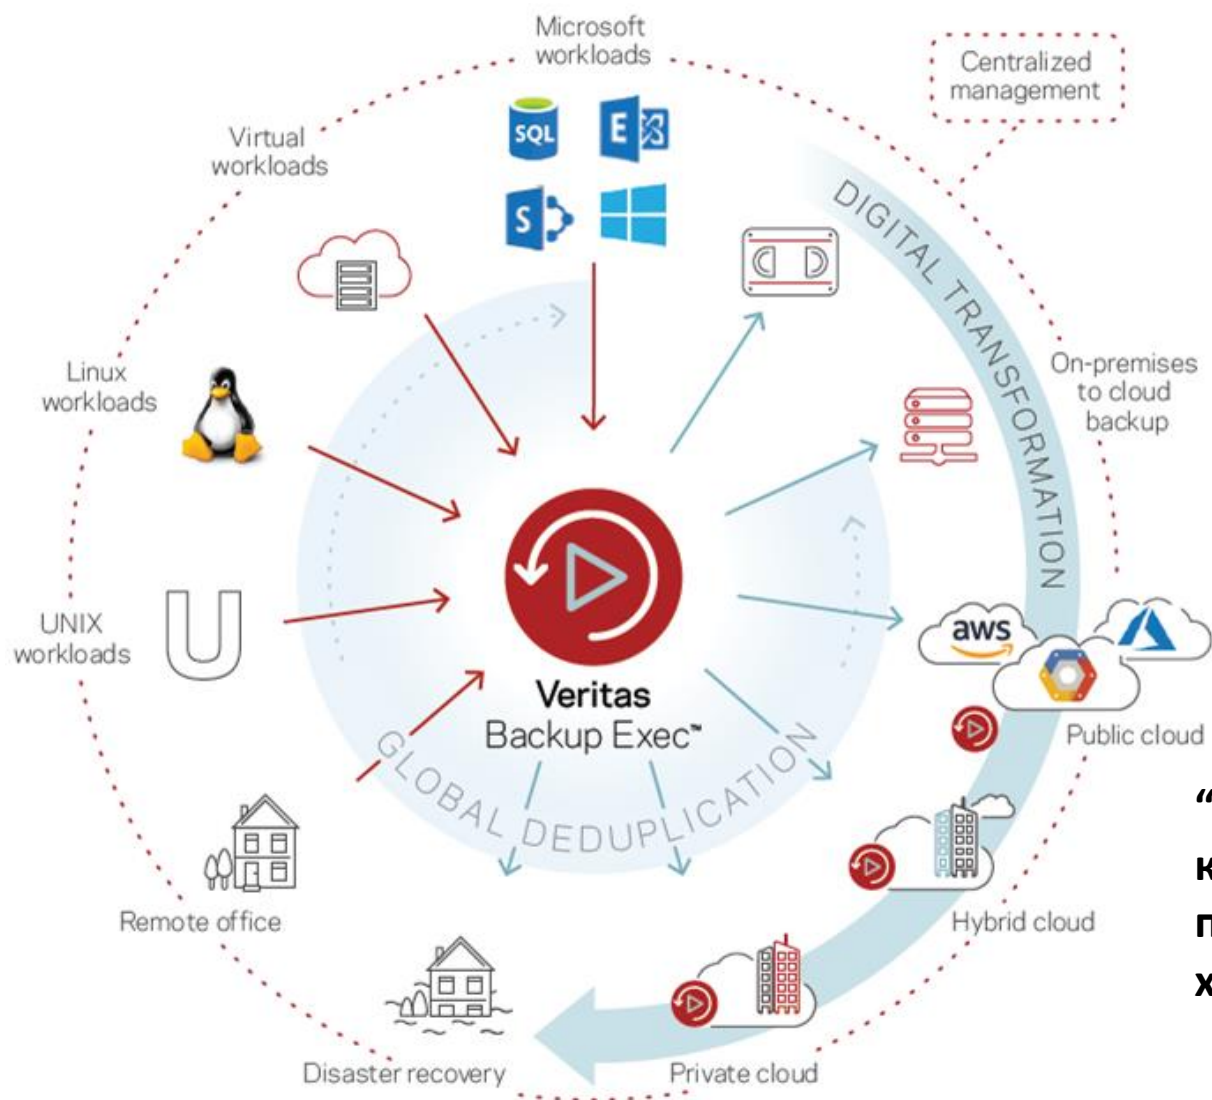 Microsoft
workloads
Centralized
management
Virtual
workloads
SQL
E
S
DIGITAL TRANSFORMATION
Linux
workloads
On-premises
to cloud
backup
UNIX
workloads
U
aws
Veritas
Backup Exec™
Public cloud
GLOBAL DEDUPLICATION
Remote office
Hybrid cloud
Disaster recovery
Private cloud
“
к
х